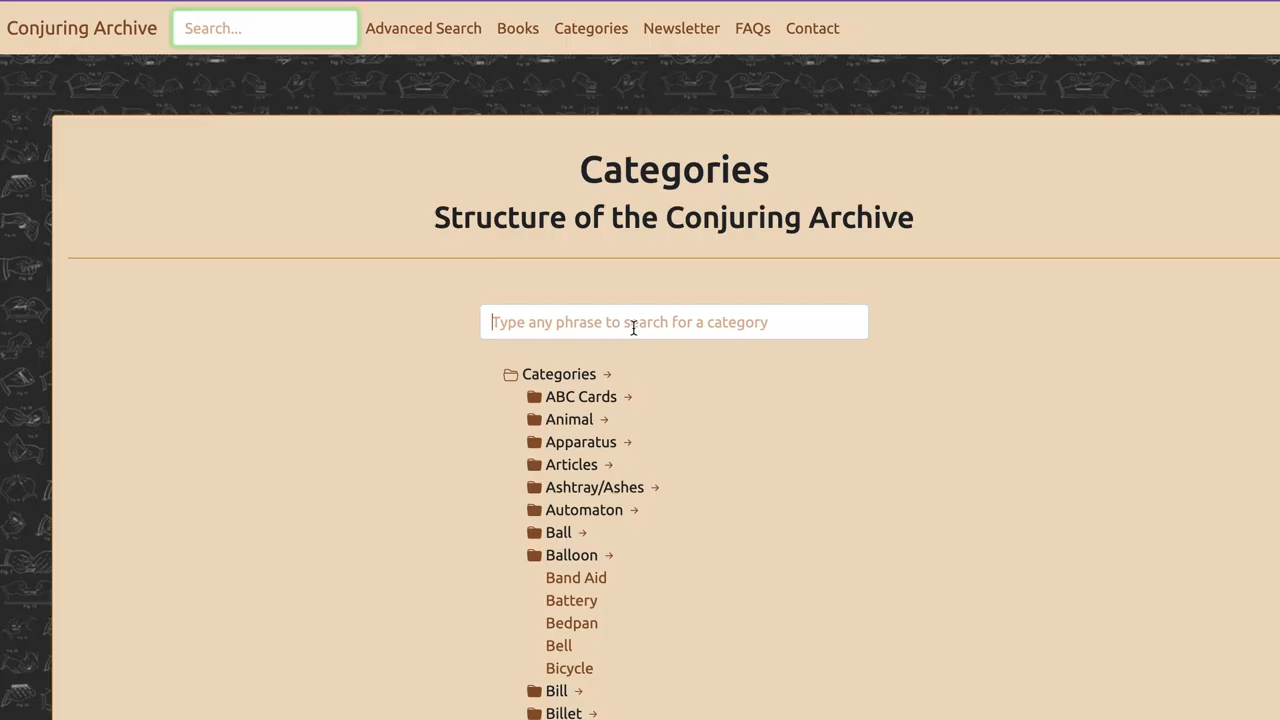 Conjuring Archive Search... Advanced Search Books Categories Newsletter FAQs Contact
Categories
Structure of the Conjuring Archive
Type any phrase to search for a category
Categories →
ABC Cards →
Animal →
Apparatus →
Articles →
Ashtray/Ashes →
Automaton →
Ball →
Balloon →
Band Aid
Battery
Bedpan
Bell
Bicycle
Bill →
Billet →